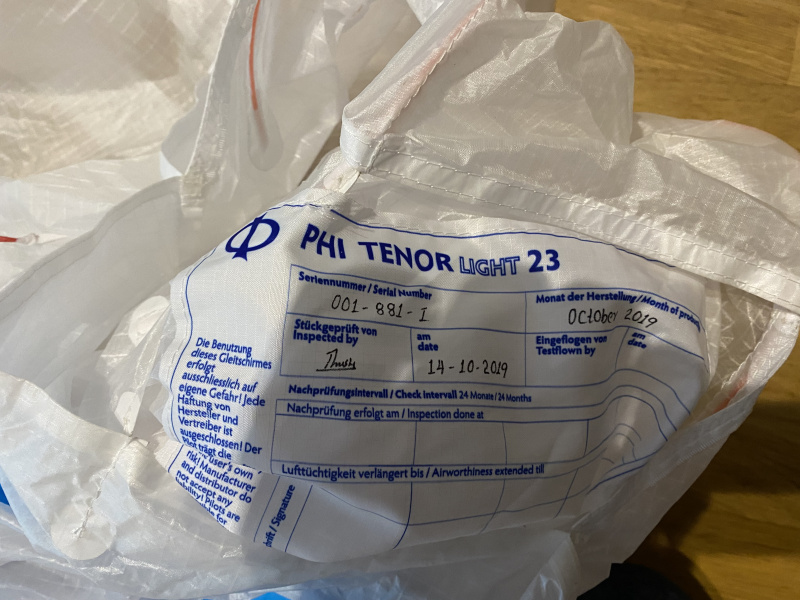 PHI TENOR LIGHT 23
Seriennummer / Serial Number
001-881-I
Monat der Herstellung / Month of
October 2019
Stückgeprüft von
Inspected by
am
date
14-10-2019
Eingeflogen von
Testflown by
am
date
Nachprüfungsintervall / Check intervall 24 Monate / 24 Months
Nachprüfung erfolgt am / Inspection done at
Lufttüchtigkeit verlängert bis / Airworthiness extended till
/ Signature
Die Benutzung
dieses Gleitschirmes
erfolgt
ausschliesslich auf
eigene Gefahr! Jede
Haftung von
Hersteller und
Vertreiber ist
ausgeschlossen! Der
trägt die
user's own
risk! Manufacturer
and distributor do
not accept any
Pilots are
for